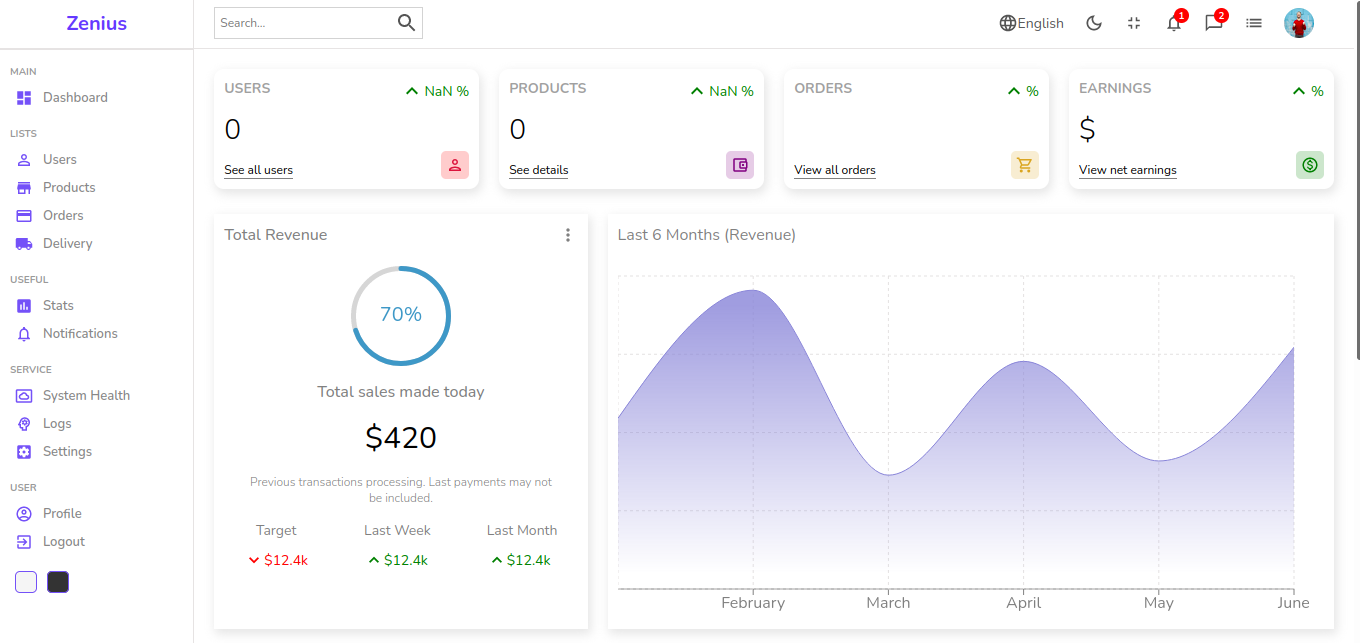 Zenius
Search...
English
1
2
MAIN
Dashboard
LISTS
Users
Products
Orders
Delivery
USEFUL
Stats
Notifications
SERVICE
System Health
Logs
Settings
USER
Profile
Logout
USERS
NaN %
0
See all users
PRODUCTS
NaN %
0
See details
ORDERS
%
View all orders
EARNINGS
%
$
View net earnings
Total Revenue
70%
Total sales made today
$420
Previous transactions processing. Last payments may not
be included.
Target
$12.4k
Last Week
$12.4k
Last Month
$12.4k
Last 6 Months (Revenue)
February March April May June